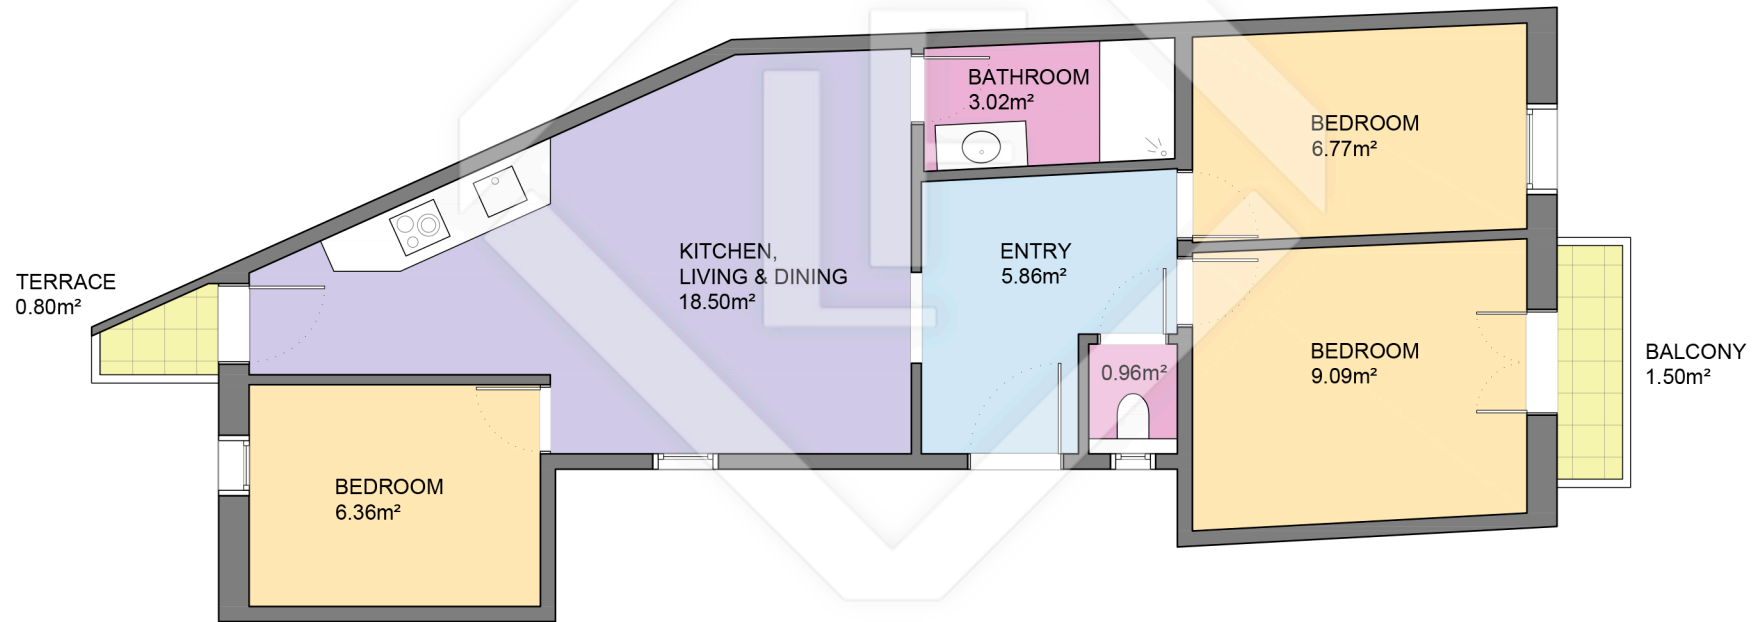 BATHROOM
3.02m²
BEDROOM
6.77m²
KITCHEN,
LIVING & DINING
18.50m²
ENTRY
5.86m²
TERRACE
0.80m²
BEDROOM
9.09m²
0.96m²
BALCONY
1.50m²
BEDROOM
6.36m²